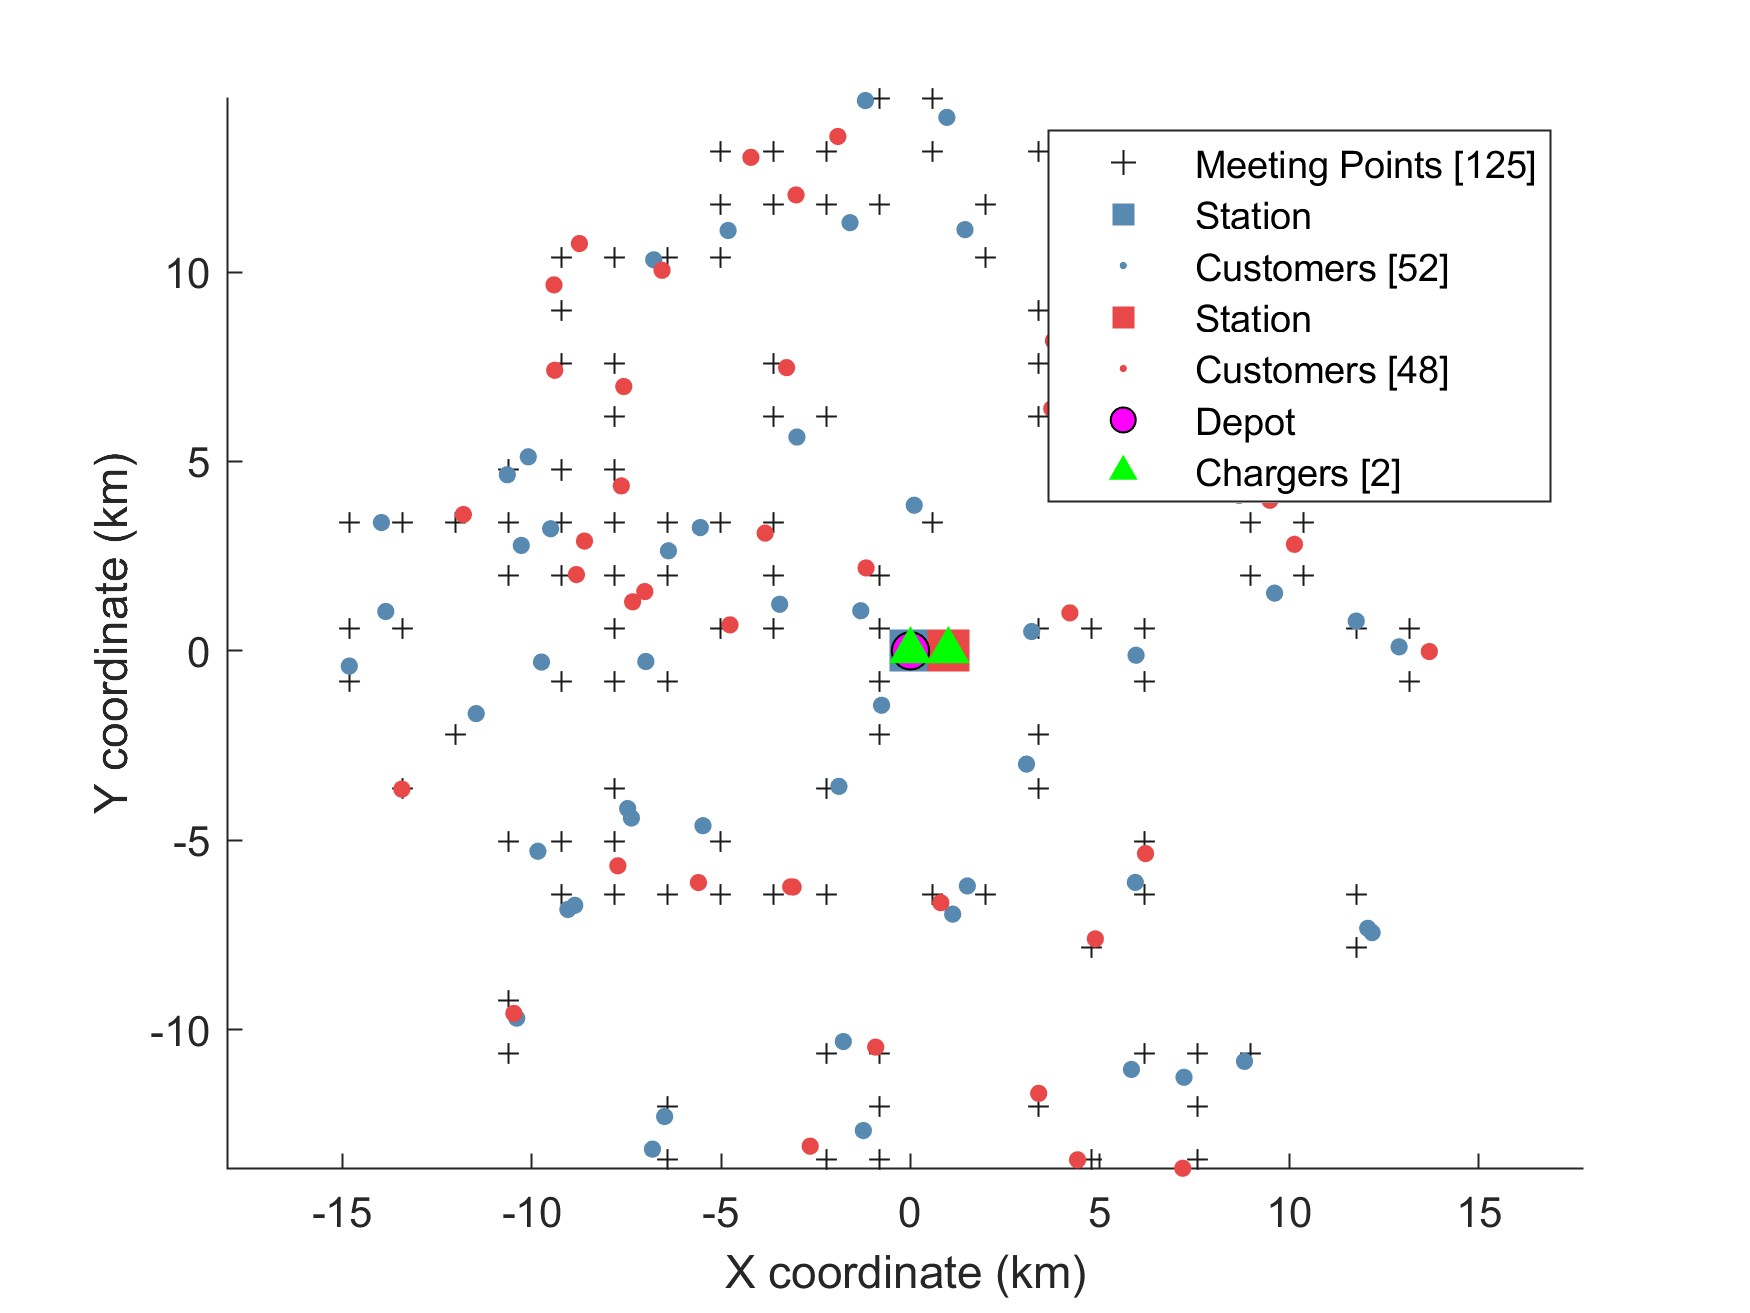 Meeting Points [125]
Station
Customers [52]
Station
Customers [48]
Depot
Chargers [2]
10
5
0
-5
-10
Y coordinate (km)
-15 -10 -5 0 5 10 15
X coordinate (km)